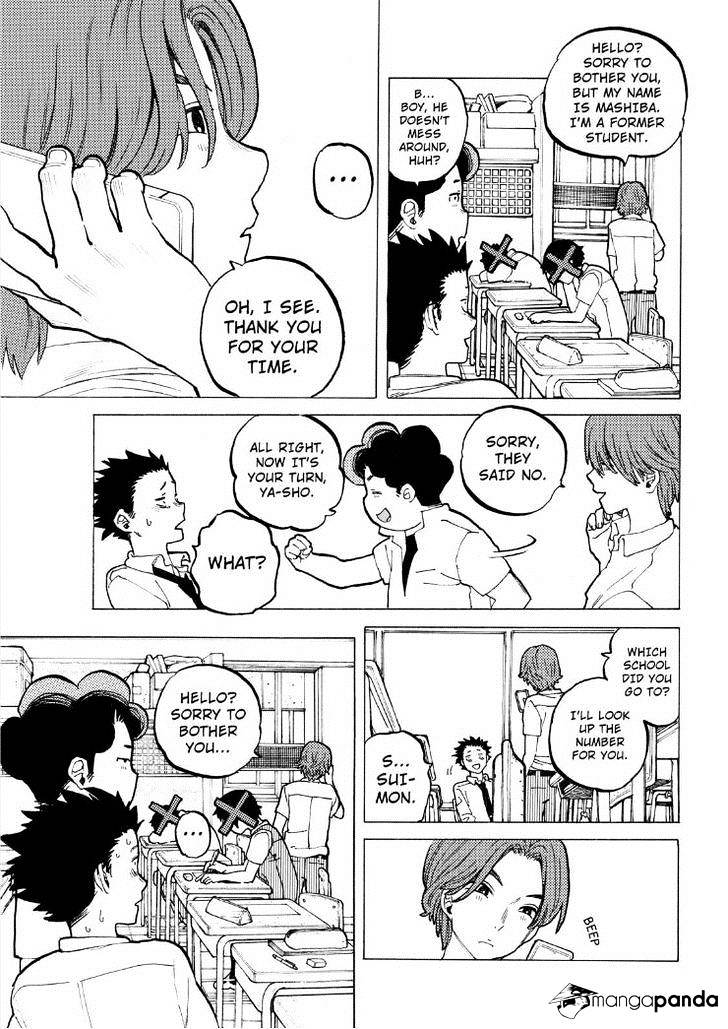 HELLO?
SORRY TO
BOTHER YOU,
BUT MY NAME
IS MASHIBA.
I'M A FORMER
STUDENT.
B...
BOY, HE
DOESN'T
MESS
AROUND,
HUH?
...
OH, I SEE.
THANK YOU
FOR YOUR
TIME.
SORRY,
THEY
SAID NO.
ALL RIGHT,
NOW IT'S
YOUR TURN,
YA-SHO.
WHAT?
WHICH
SCHOOL
DID YOU
GO TO?
I'LL LOOK
UP THE
NUMBER
FOR YOU.
S...
SUI-
MON.
BEEP
HELLO?
SORRY TO
BOTHER
YOU...
...
mangapanda